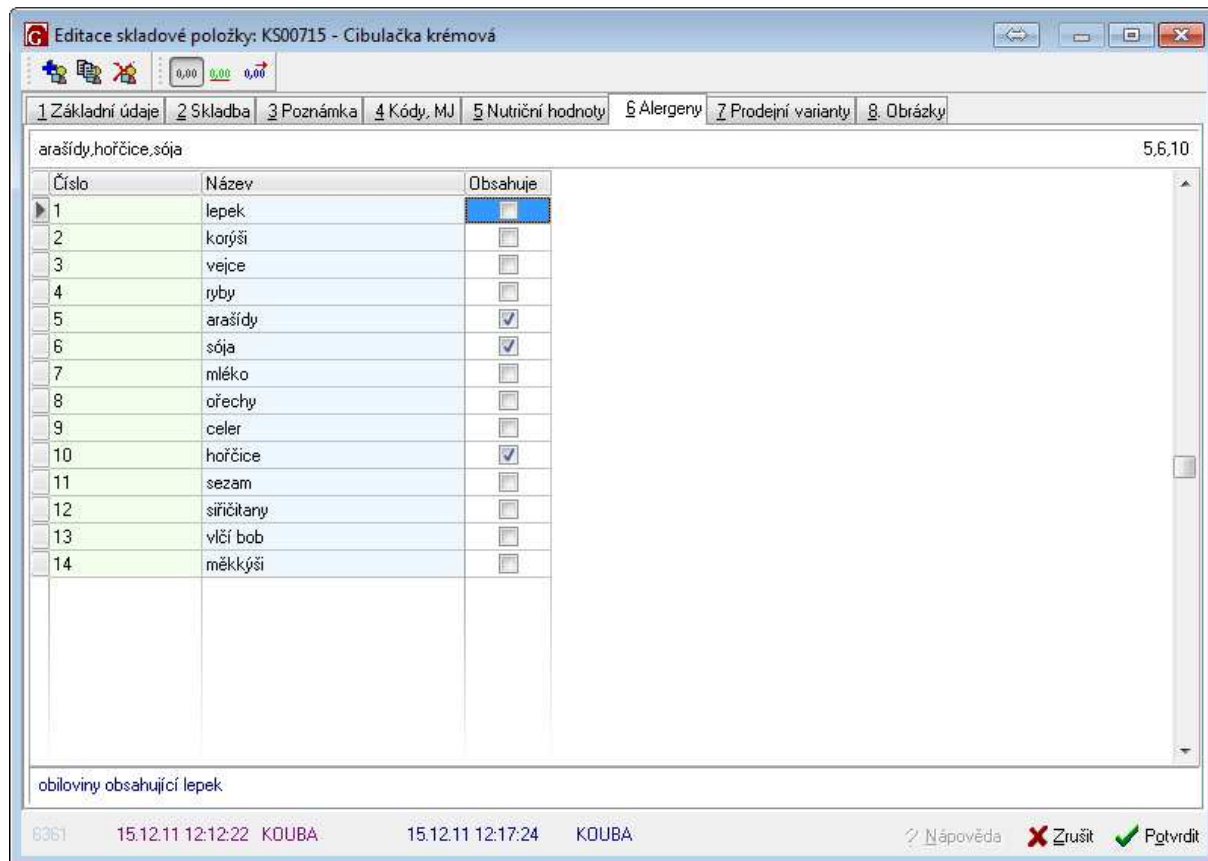 Editace skladové položky: KS00715 - Cibulačka krémová
0,00 0,00 0,00
1 Základní údaje 2 Skladba 3 Poznámka 4 Kódy, MJ 5 Nutriční hodnoty 6 Alergeny 7 Prodejní varianty 8. Obrázky
arašídy,hořčice,sója 5,6,10
Číslo Název Obsahuje
1 lepek
2 korýši
3 vejce
4 ryby
5 arašídy
6 sója
7 mléko
8 ořechy
9 celer
10 hořčice
11 sezam
12 siřičitany
13 vlčí bob
14 měkkýši
obiloviny obsahující lepek
6361 15.12.11 12:12:22 KOUBA 15.12.11 12:17:24 KOUBA ? Nápověda Zrušit Potvrdit